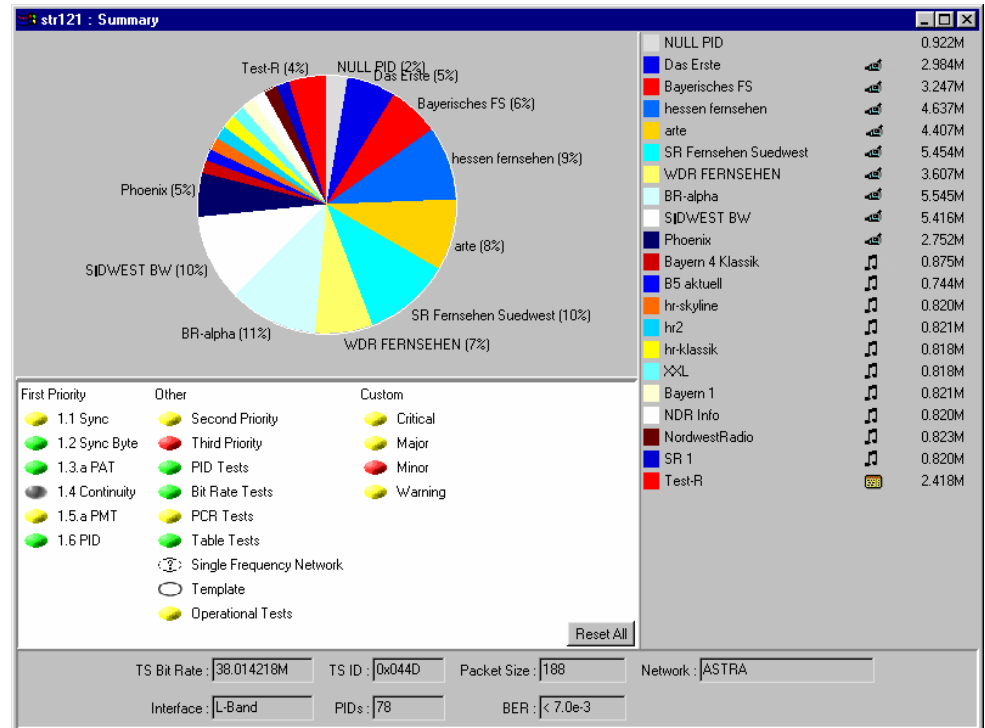 str121 : Summary
Test-R (4%)
NULL PID (2%)
Das Erste (5%)
Bayerisches FS (6%)
hessen fernsehen (9%)
arte (8%)
SR Fernsehen Suedwest (10%)
WDR FERNSEHEN (7%)
BR-alpha (11%)
SIDWEST BW (10%)
Phoenix (5%)
NULL PID 0.922M
Das Erste 2.984M
Bayerisches FS 3.247M
hessen fernsehen 4.637M
arte 4.407M
SR Fernsehen Suedwest 5.454M
WDR FERNSEHEN 3.607M
BR-alpha 5.545M
SIDWEST BW 5.416M
Phoenix 2.752M
Bayern 4 Klassik 0.875M
B5 aktuell 0.744M
hr-skyline 0.820M
hr2 0.821M
hr-klassik 0.818M
XXL 0.818M
Bayern 1 0.821M
NDR Info 0.820M
NordwestRadio 0.823M
SR 1 0.820M
Test-R 2.418M
First Priority
1.1 Sync
1.2 Sync Byte
1.3.a PAT
1.4 Continuity
1.5.a PMT
1.6 PID
Other
Second Priority
Third Priority
PID Tests
Bit Rate Tests
PCR Tests
Table Tests
Single Frequency Network
Template
Operational Tests
Custom
Critical
Major
Minor
Warning
Reset All
TS Bit Rate : 38.014218M TS ID : 0x044D Packet Size : 188 Network : ASTRA
Interface : L-Band PIDs : 78 BER : < 7.0e-3